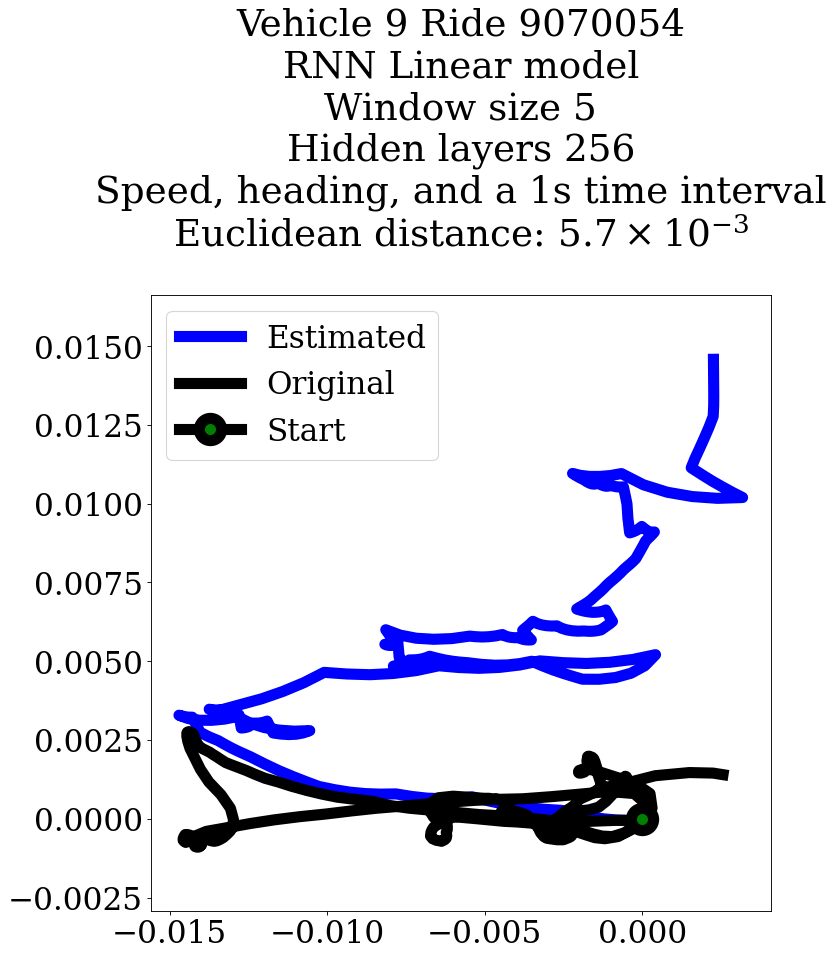 Vehicle 9 Ride 9070054
RNN Linear model
Window size 5
Hidden layers 256
Speed, heading, and a 1s time interval
Euclidean distance: 5.7 × 10⁻³
Estimated
Original
Start
0.0150
0.0125
0.0100
0.0075
0.0050
0.0025
0.0000
−0.0025
−0.015 −0.010 −0.005 0.000